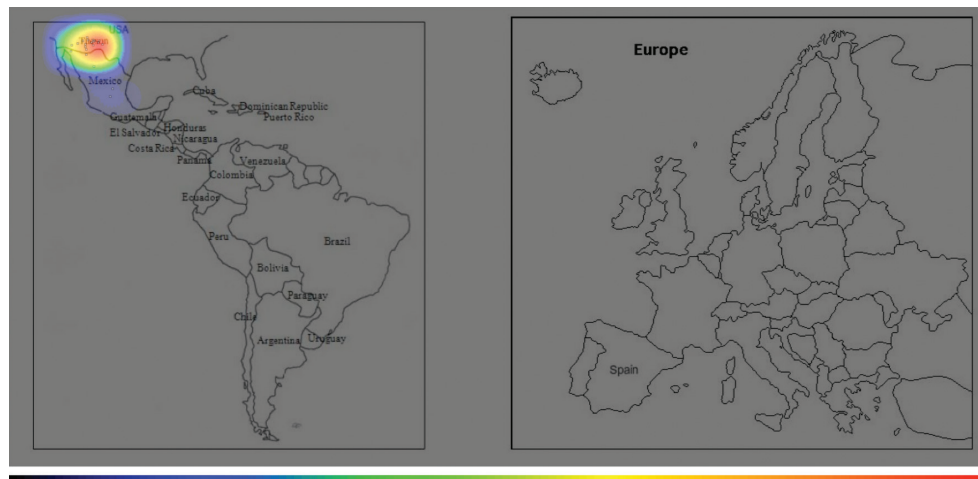 USA
Mexico
Cuba
Dominican Republic
Puerto Rico
Guatemala
Honduras
El Salvador
Nicaragua
Costa Rica
Panama
Venezuela
Colombia
Ecuador
Peru
Brazil
Bolivia
Paraguay
Chile
Argentina
Uruguay
Europe
Spain